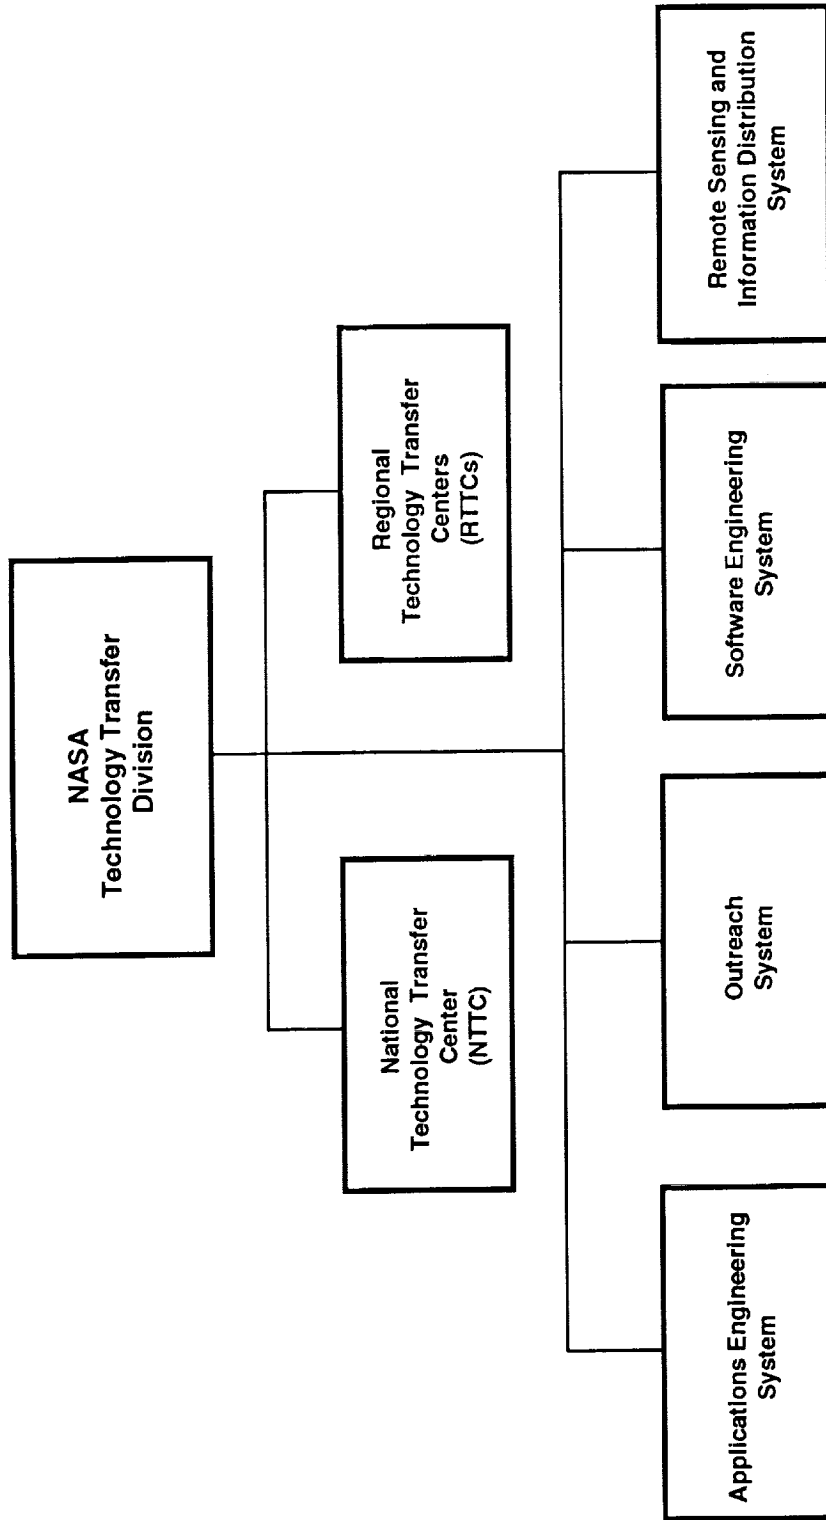 NASA
Technology Transfer
Division
National
Technology Transfer
Center
(NTTC)
Regional
Technology Transfer
Centers
(RTTCs)
Applications Engineering
System
Outreach
System
Software Engineering
System
Remote Sensing and
Information Distribution
System